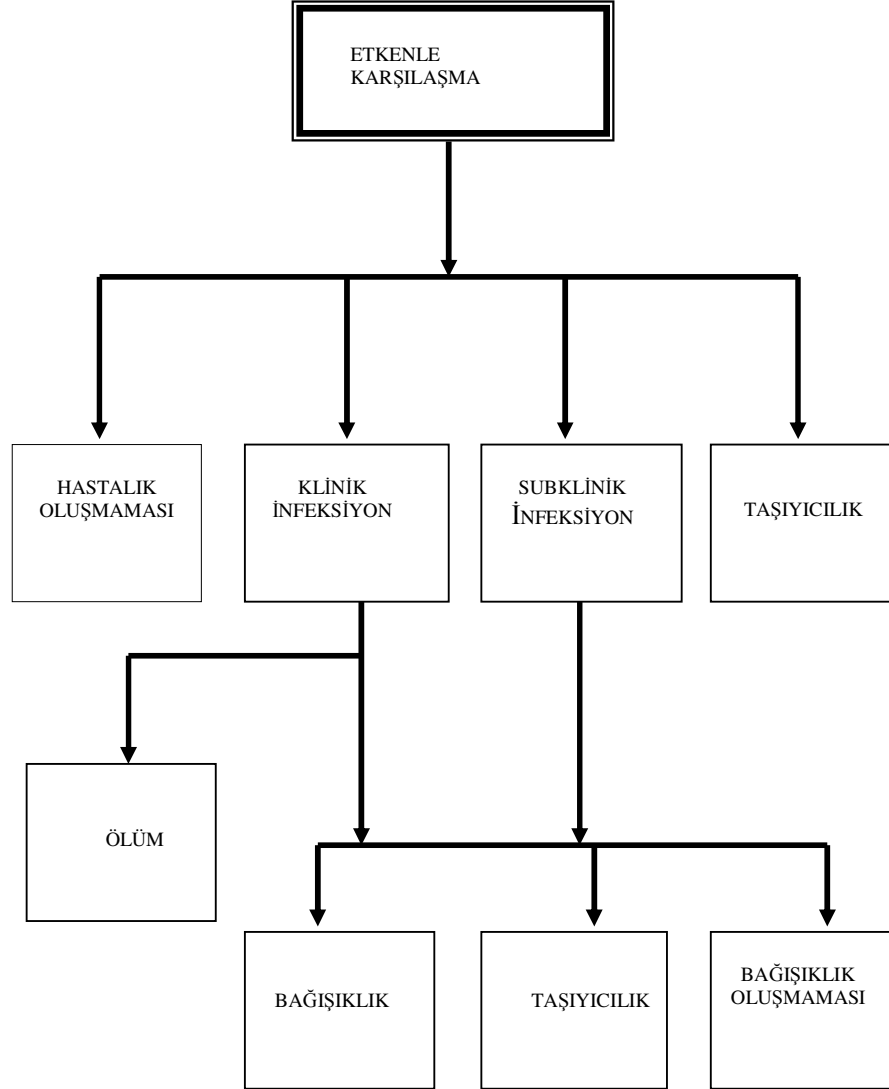 ETKENLE
KARŞILAŞMA
HASTALIK
OLUŞMAMASI
KLİNİK
İNFEKSİYON
SUBKLİNİK
İNFEKSİYON
TAŞIYICILIK
ÖLÜM
BAĞIŞIKLIK
TAŞIYICILIK
BAĞIŞIKLIK
OLUŞMAMASI